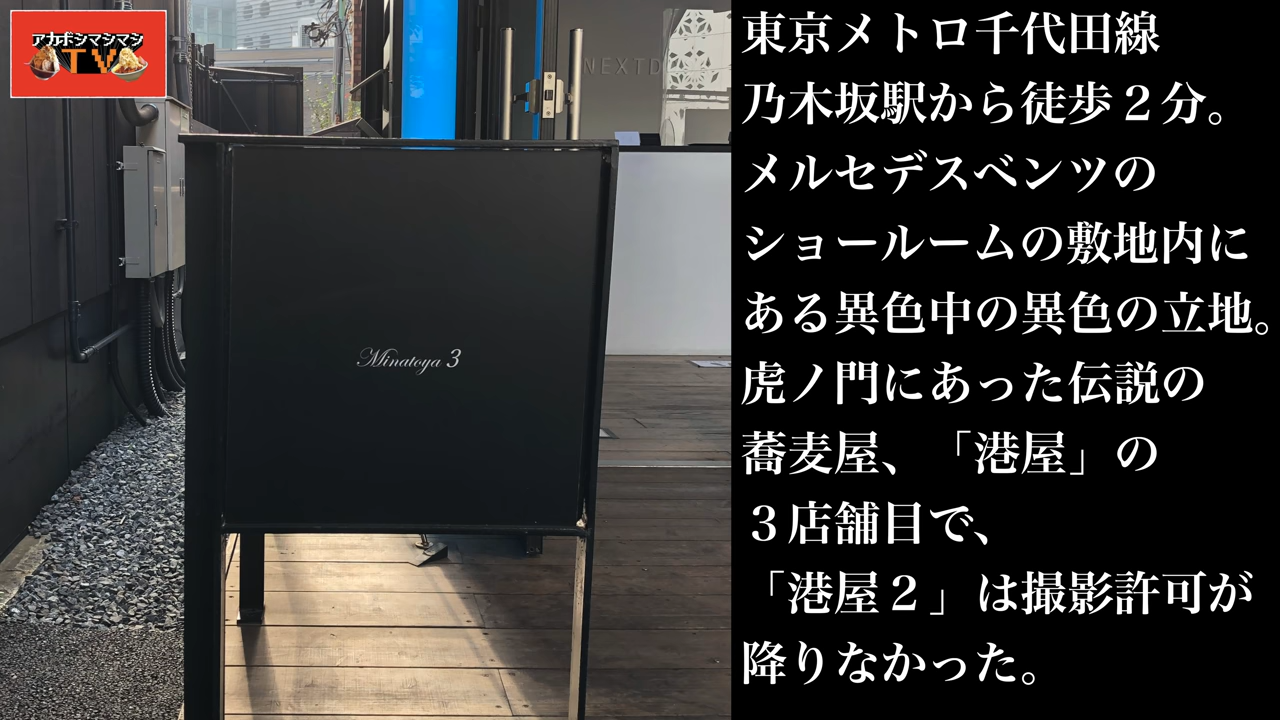 アカボシマシマシ
TV
NEXTD
Minatoya 3
東京メトロ千代田線
乃木坂駅から徒歩２分。
メルセデスベンツの
ショールームの敷地内に
ある異色中の異色の立地。
虎ノ門にあった伝説の
蕎麦屋、「港屋」の
３店舗目で、
「港屋２」は撮影許可が
降りなかった。